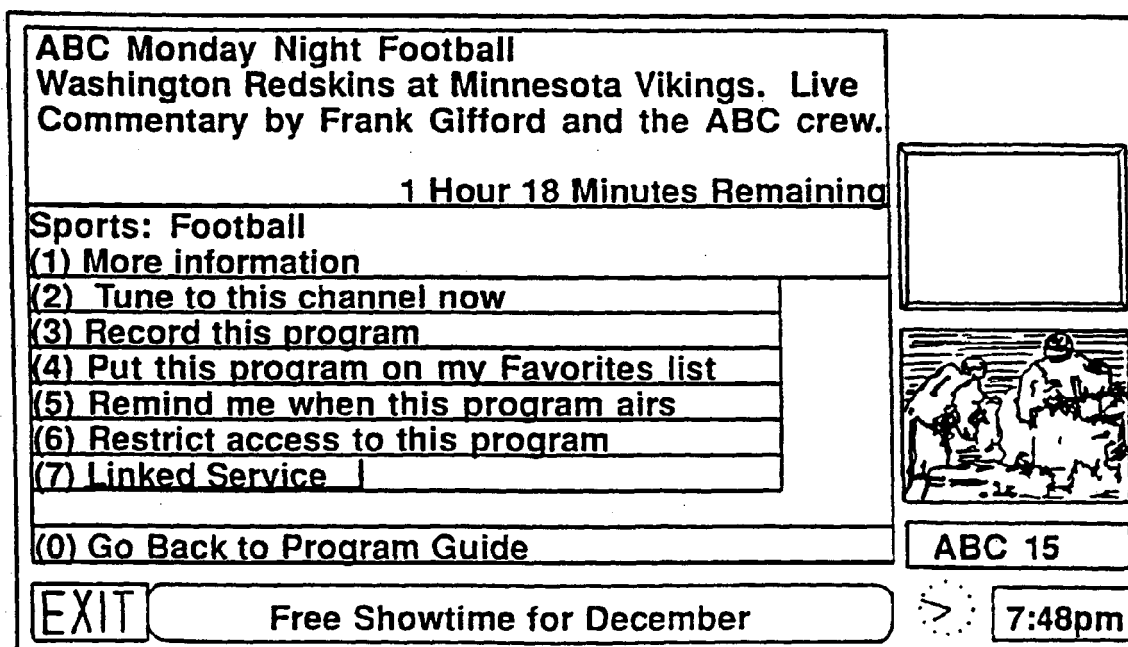 ABC Monday Night Football
Washington Redskins at Minnesota Vikings. Live
Commentary by Frank Gifford and the ABC crew.
1 Hour 18 Minutes Remaining
Sports: Football
(1) More information
(2) Tune to this channel now
(3) Record this program
(4) Put this program on my Favorites list
(5) Remind me when this program airs
(6) Restrict access to this program
(7) Linked Service
(0) Go Back to Program Guide
ABC 15
EXIT
Free Showtime for December
7:48pm